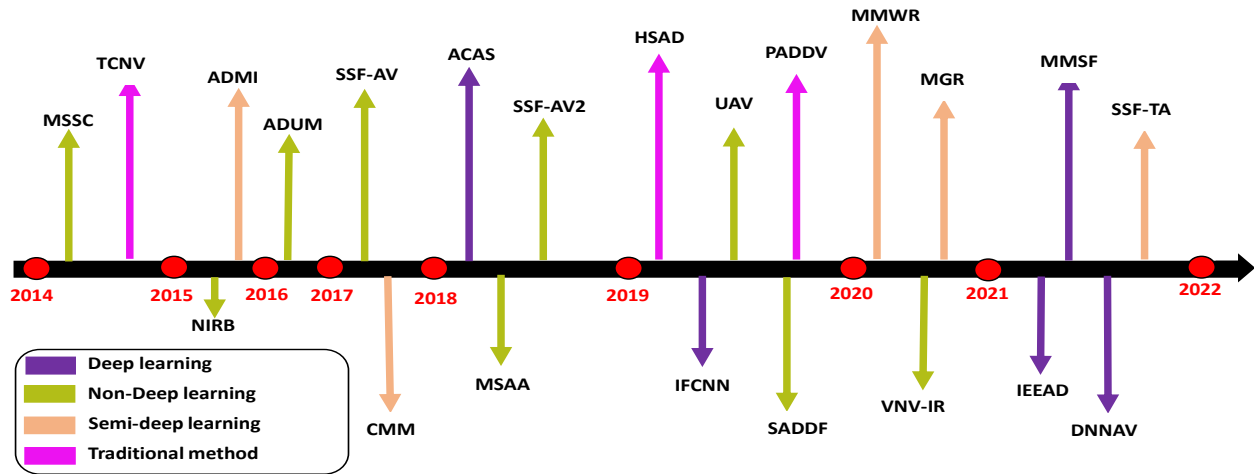 MMWR
HSAD
ACAS
PADDV
MMSF
TCNV
ADMI
SSF-AV
MGR
SSF-AV2
UAV
SSF-TA
MSSC
ADUM
2014
2015
2016
2017
2018
2019
2020
2021
2022
NIRB
MSAA
IFCNN
IEEAD
VNV-IR
CMM
SADDF
DNNAV
Deep learning
Non-Deep learning
Semi-deep learning
Traditional method